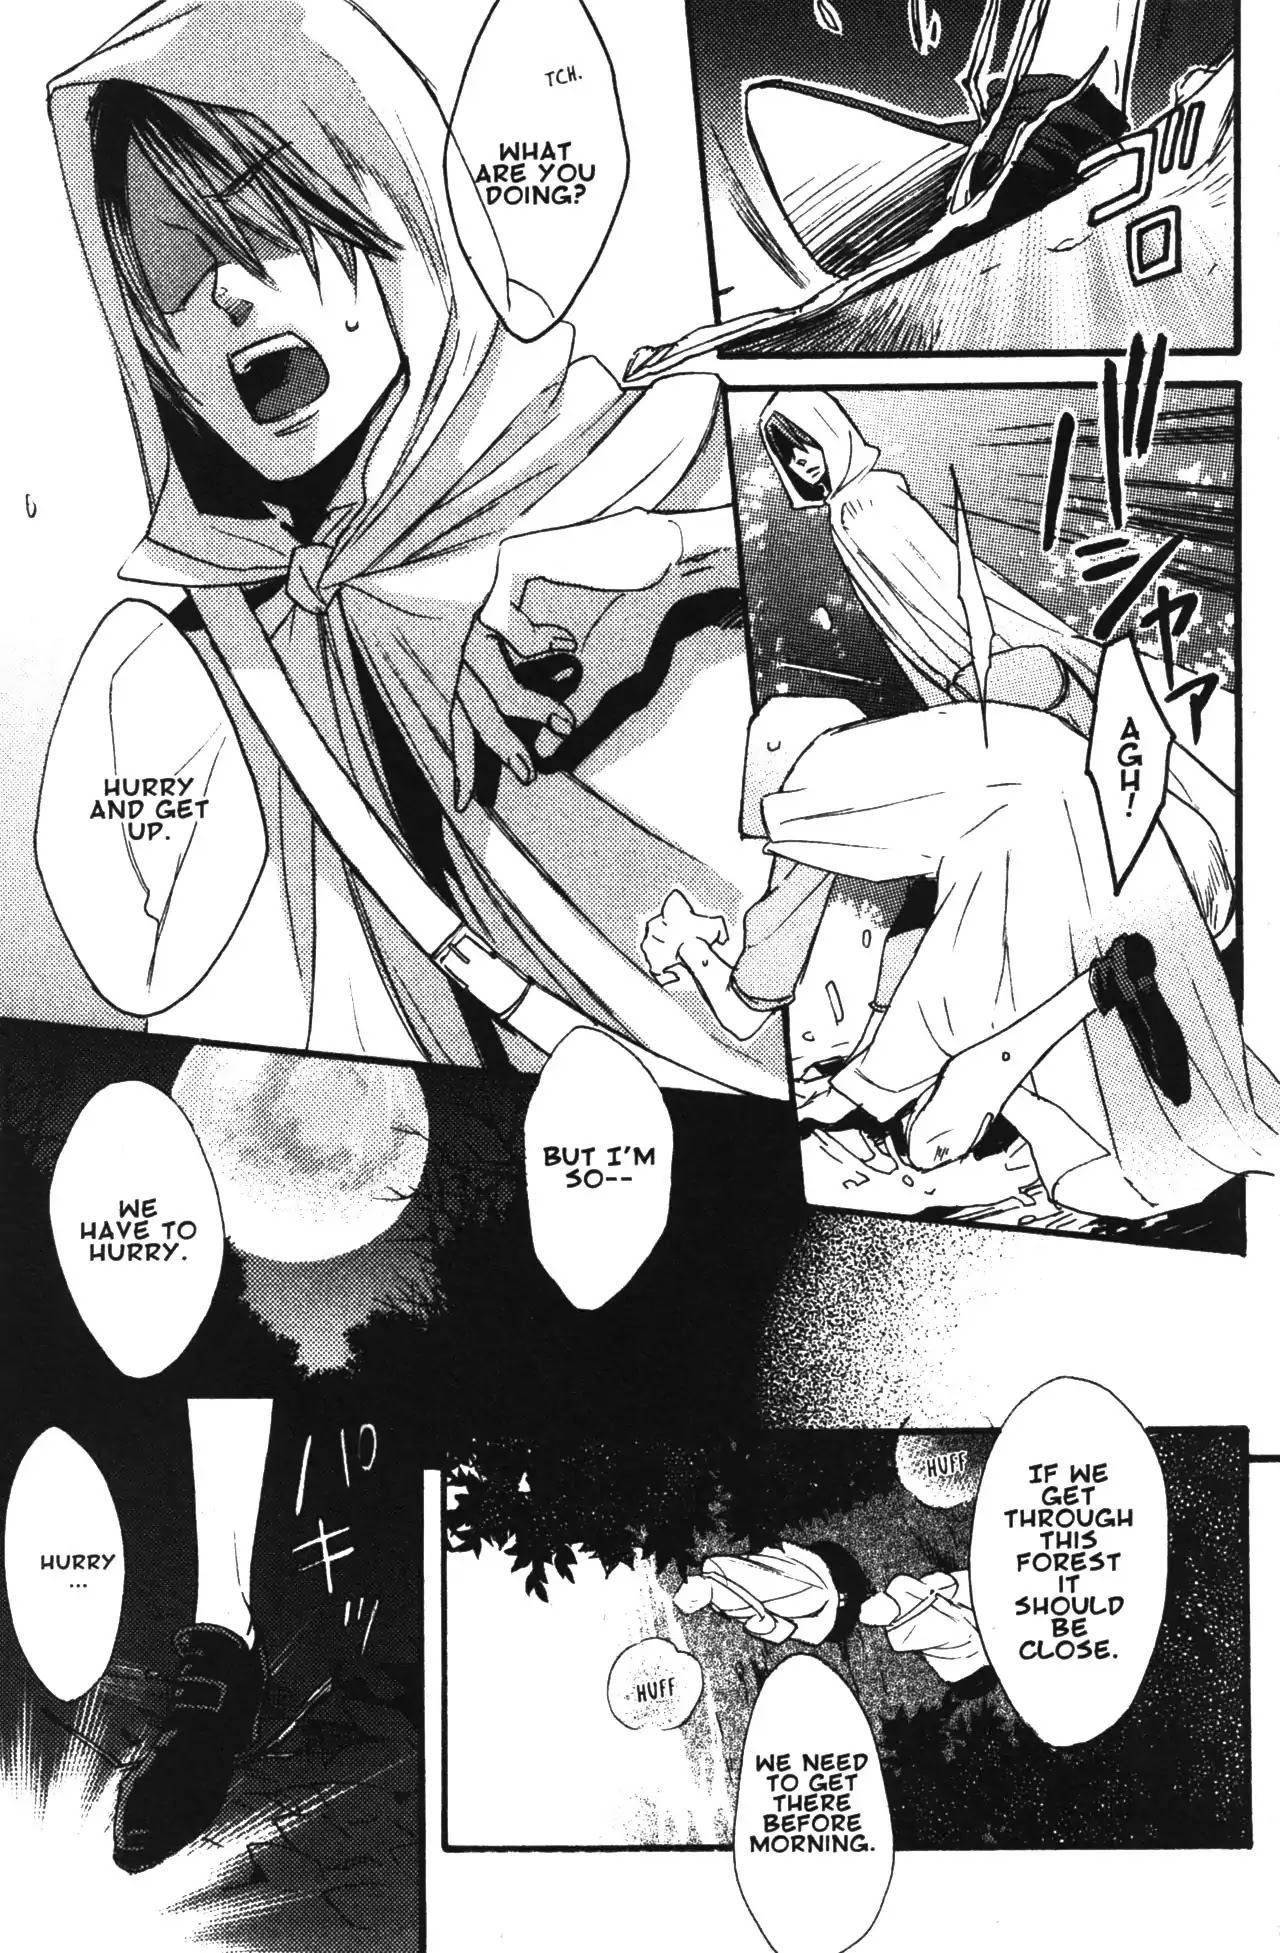 ゴロ
ズシャァ
AGH!
TCH.
WHAT
ARE YOU
DOING?
HURRY
AND GET
UP.
BUT I'M
SO--
WE
HAVE TO
HURRY.
HUFF
IF WE
GET
THROUGH
THIS
FOREST IT
SHOULD
BE
CLOSE.
HUFF
WE NEED
TO GET
THERE
BEFORE
MORNING.
パキッ
HURRY
...